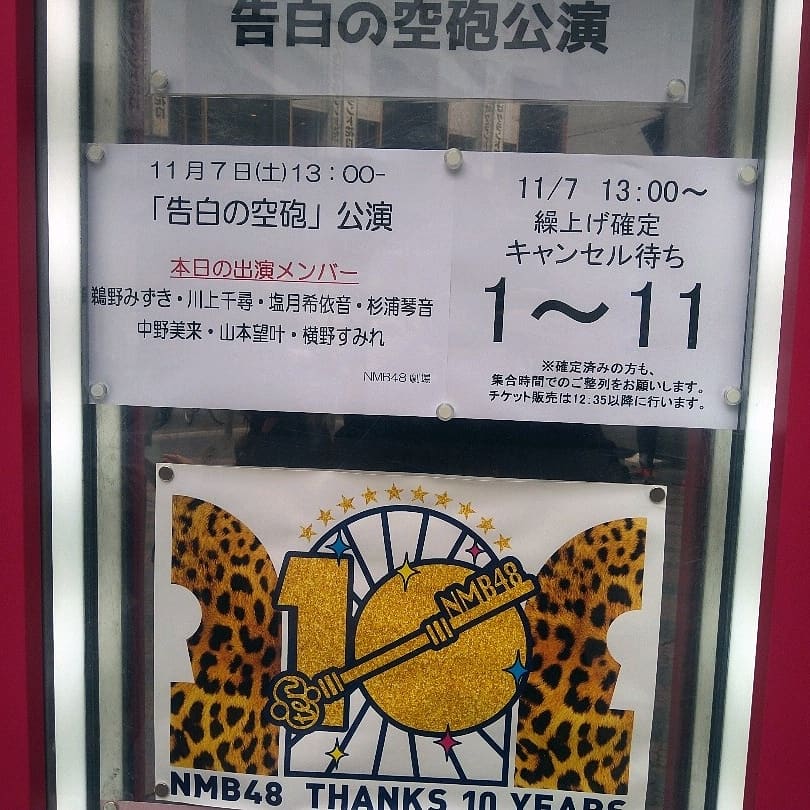 告白の空砲公演
11月7日(土)13:00-
「告白の空砲」公演
本日の出演メンバー
鵜野みずき・川上千尋・塩月希依音・杉浦琴音
中野美来・山本望叶・横野すみれ
NMB48劇場
11/7 13:00～
繰上げ確定
キャンセル待ち
1～11
※確定済みの方も、
集合時間でのご整列をお願いします。
チケット販売は12:35以降に行います。
10
NMB48
NMB48 THANKS 10 YEARS